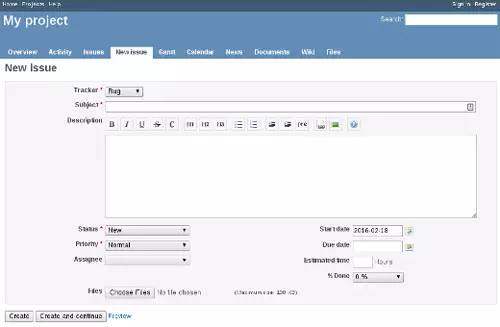 Home Projects Help Sign in Register
My project Search:
Overview Activity Issues New issue Gantt Calendar News Documents Wiki Files
New issue
Tracker * Bug
Subject *
Description B I U S C H1 H2 H3 pre
Status * New Start date 2016-02-18
Priority * Normal Due date
Assignee Estimated time Hours
% Done 0 %
Files Choose Files No file chosen
Create Create and continue Preview